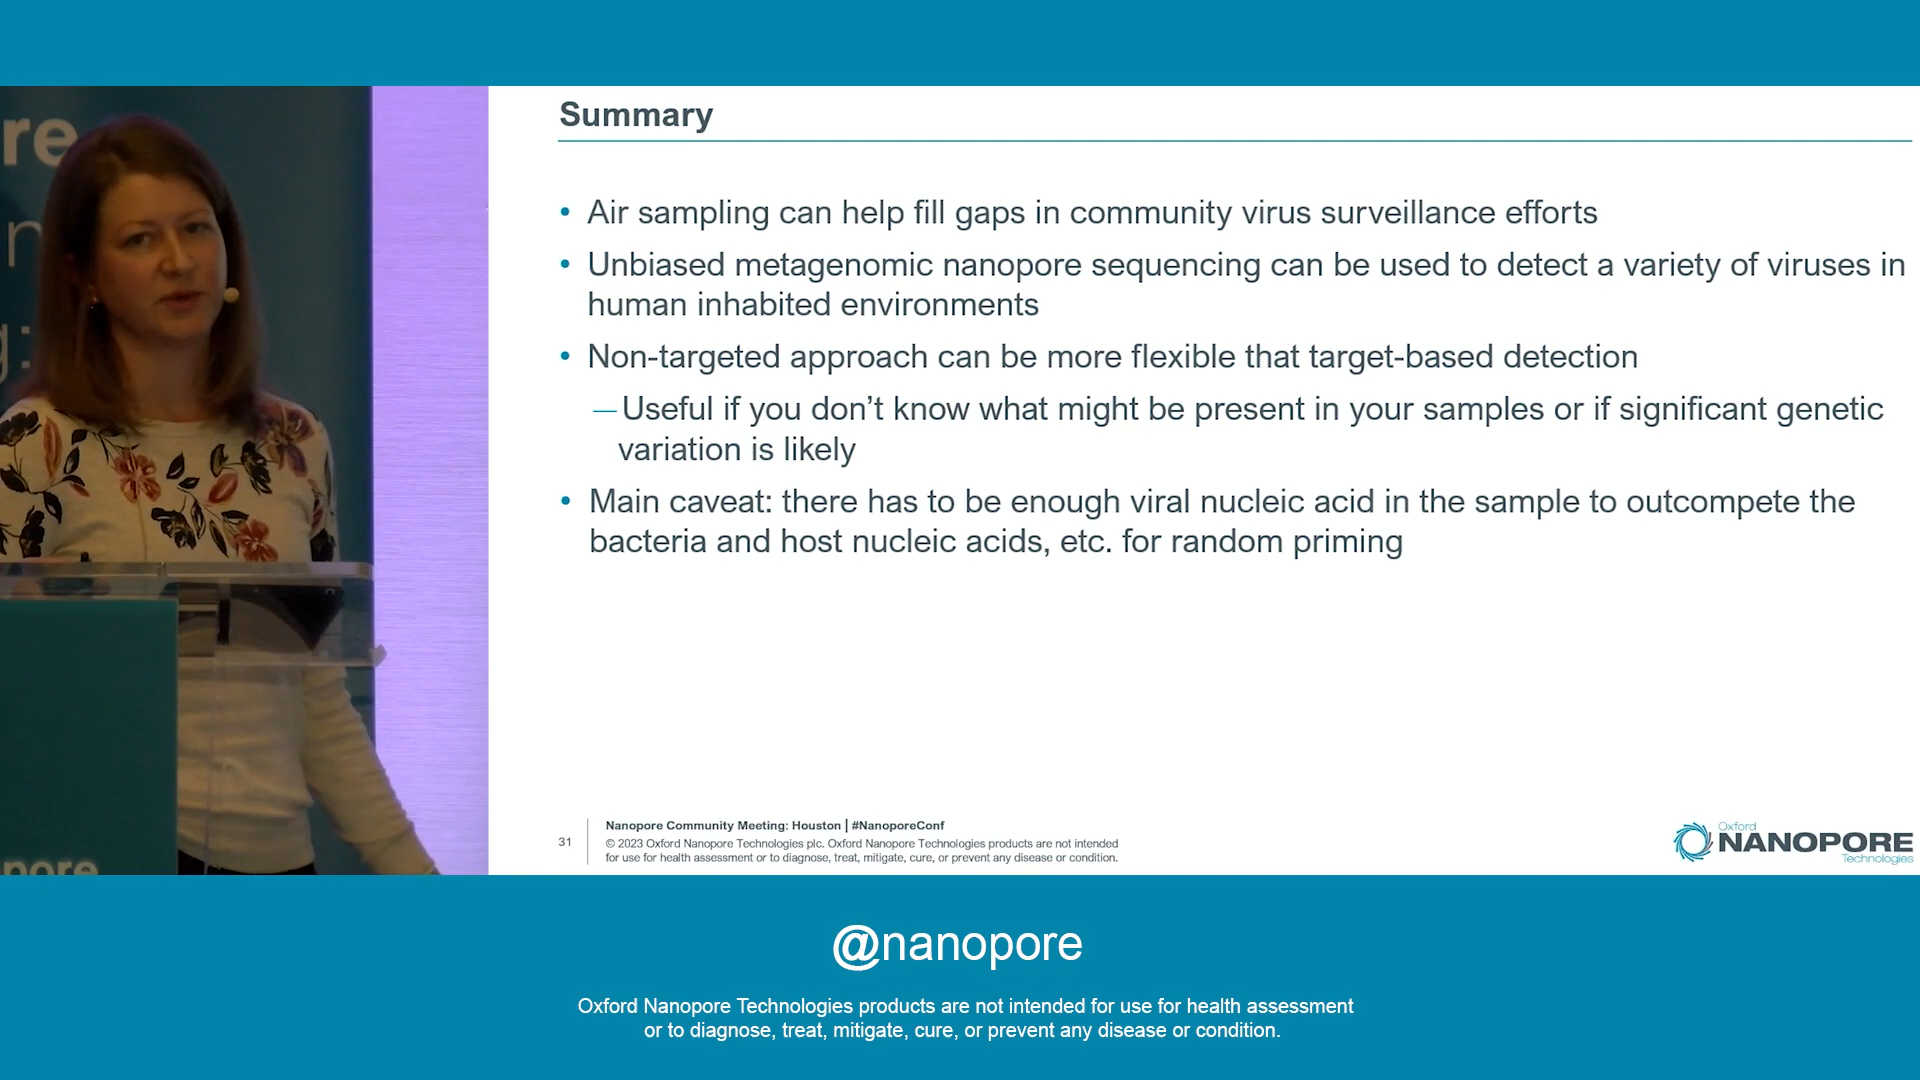 re
n
g:
pore
Summary
• Air sampling can help fill gaps in community virus surveillance efforts
• Unbiased metagenomic nanopore sequencing can be used to detect a variety of viruses in
human inhabited environments
• Non-targeted approach can be more flexible that target-based detection
—Useful if you don’t know what might be present in your samples or if significant genetic
variation is likely
• Main caveat: there has to be enough viral nucleic acid in the sample to outcompete the
bacteria and host nucleic acids, etc. for random priming
31
Nanopore Community Meeting: Houston | #NanoporeConf
© 2023 Oxford Nanopore Technologies plc. Oxford Nanopore Technologies products are not intended
for use for health assessment or to diagnose, treat, mitigate, cure, or prevent any disease or condition.
Oxford
NANOPORE
Technologies
@nanopore
Oxford Nanopore Technologies products are not intended for use for health assessment
or to diagnose, treat, mitigate, cure, or prevent any disease or condition.